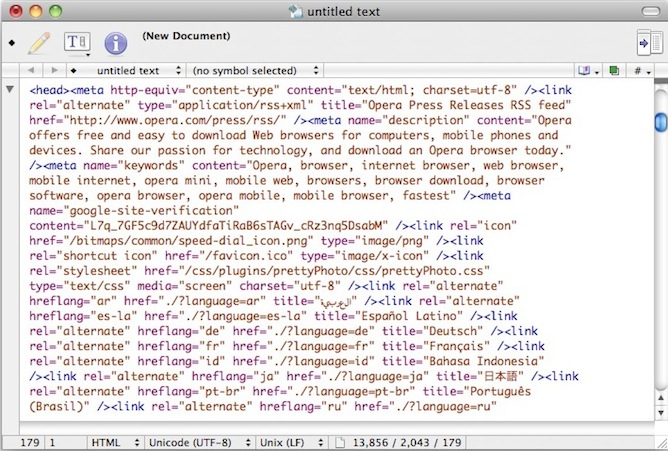 untitled text
(New Document)
untitled text (no symbol selected) #
<head><meta http-equiv="content-type" content="text/html; charset=utf-8" /><link
rel="alternate" type="application/rss+xml" title="Opera Press Releases RSS feed"
href="http://www.opera.com/press/rss/" /><meta name="description" content="Opera
offers free and easy to download Web browsers for computers, mobile phones and
devices. Share our passion for technology, and download an Opera browser today."
/><meta name="keywords" content="Opera, browser, internet browser, web browser,
mobile internet, opera mini, mobile web, browsers, browser download, browser
software, opera browser, opera mobile, mobile browser, fastest" /><meta
name="google-site-verification"
content="L7q_7GF5c9d7ZAUYdfaTiRaB6sTAGv_cRz3nq5DsabM" /><link rel="icon"
href="/bitmaps/common/speed-dial_icon.png" type="image/png" /><link
rel="shortcut icon" href="/favicon.ico" type="image/x-icon" /><link
rel="stylesheet" href="/css/plugins/prettyPhoto/css/prettyPhoto.css"
type="text/css" media="screen" charset="utf-8" /><link rel="alternate"
hreflang="ar" href="./?language=ar" title="العربية" /><link rel="alternate"
hreflang="es-la" href="./?language=es-la" title="Español Latino" /><link
rel="alternate" hreflang="de" href="./?language=de" title="Deutsch" /><link
rel="alternate" hreflang="fr" href="./?language=fr" title="Français" /><link
rel="alternate" hreflang="id" href="./?language=id" title="Bahasa Indonesia"
/><link rel="alternate" hreflang="ja" href="./?language=ja" title="日本語" /><link
rel="alternate" hreflang="pt-br" href="./?language=pt-br" title="Português
(Brasil)" /><link rel="alternate" hreflang="ru" href="./?language=ru"
179 1 HTML Unicode (UTF-8) Unix (LF) 13,856 / 2,043 / 179